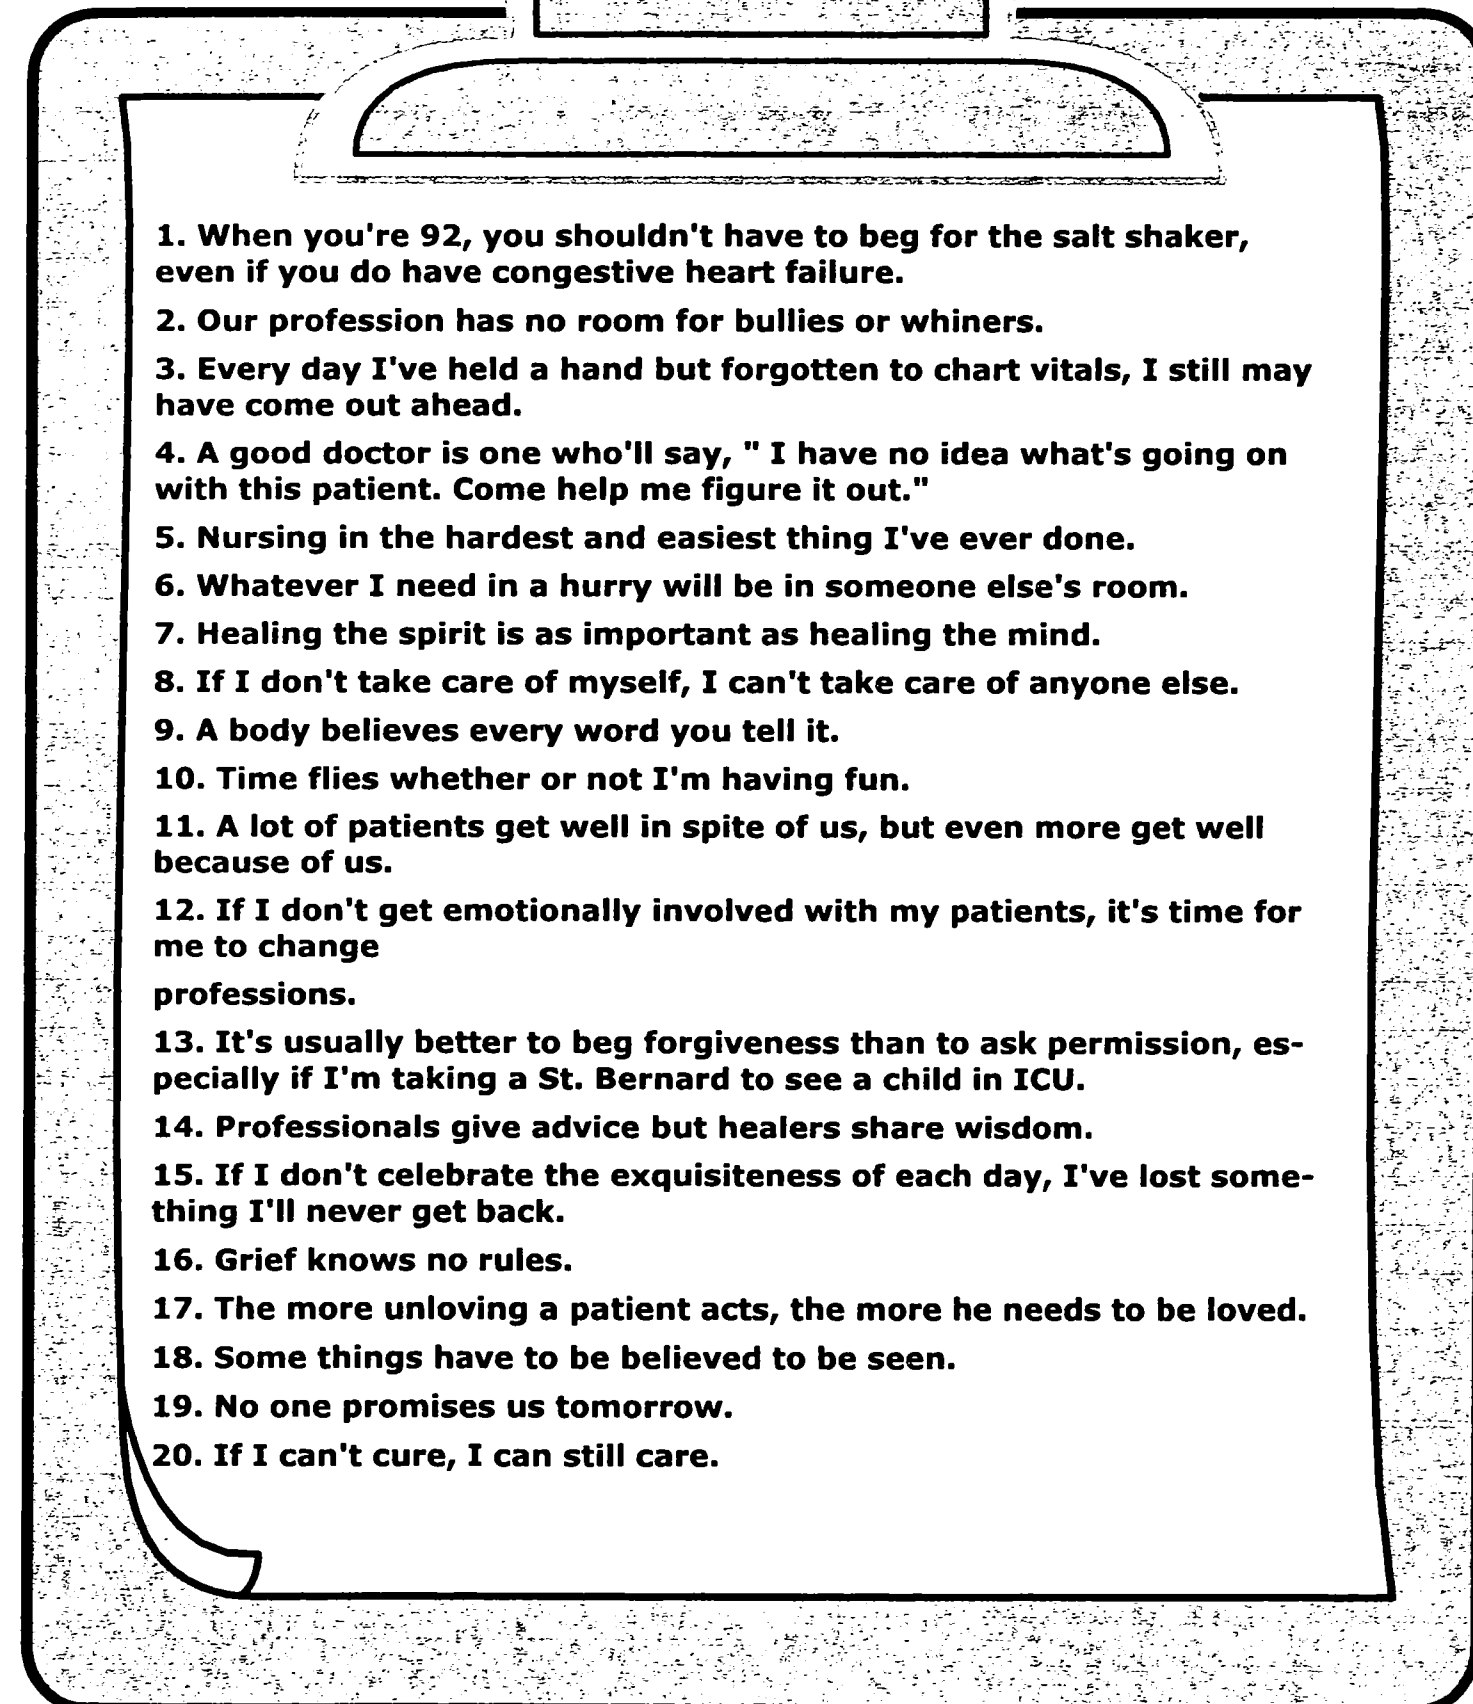 1. When you're 92, you shouldn't have to beg for the salt shaker,
even if you do have congestive heart failure.
2. Our profession has no room for bullies or whiners.
3. Every day I've held a hand but forgotten to chart vitals, I still may
have come out ahead.
4. A good doctor is one who'll say, " I have no idea what's going on
with this patient. Come help me figure it out."
5. Nursing in the hardest and easiest thing I've ever done.
6. Whatever I need in a hurry will be in someone else's room.
7. Healing the spirit is as important as healing the mind.
8. If I don't take care of myself, I can't take care of anyone else.
9. A body believes every word you tell it.
10. Time flies whether or not I'm having fun.
11. A lot of patients get well in spite of us, but even more get well
because of us.
12. If I don't get emotionally involved with my patients, it's time for
me to change
professions.
13. It's usually better to beg forgiveness than to ask permission, es-
pecially if I'm taking a St. Bernard to see a child in ICU.
14. Professionals give advice but healers share wisdom.
15. If I don't celebrate the exquisiteness of each day, I've lost some-
thing I'll never get back.
16. Grief knows no rules.
17. The more unloving a patient acts, the more he needs to be loved.
18. Some things have to be believed to be seen.
19. No one promises us tomorrow.
20. If I can't cure, I can still care.